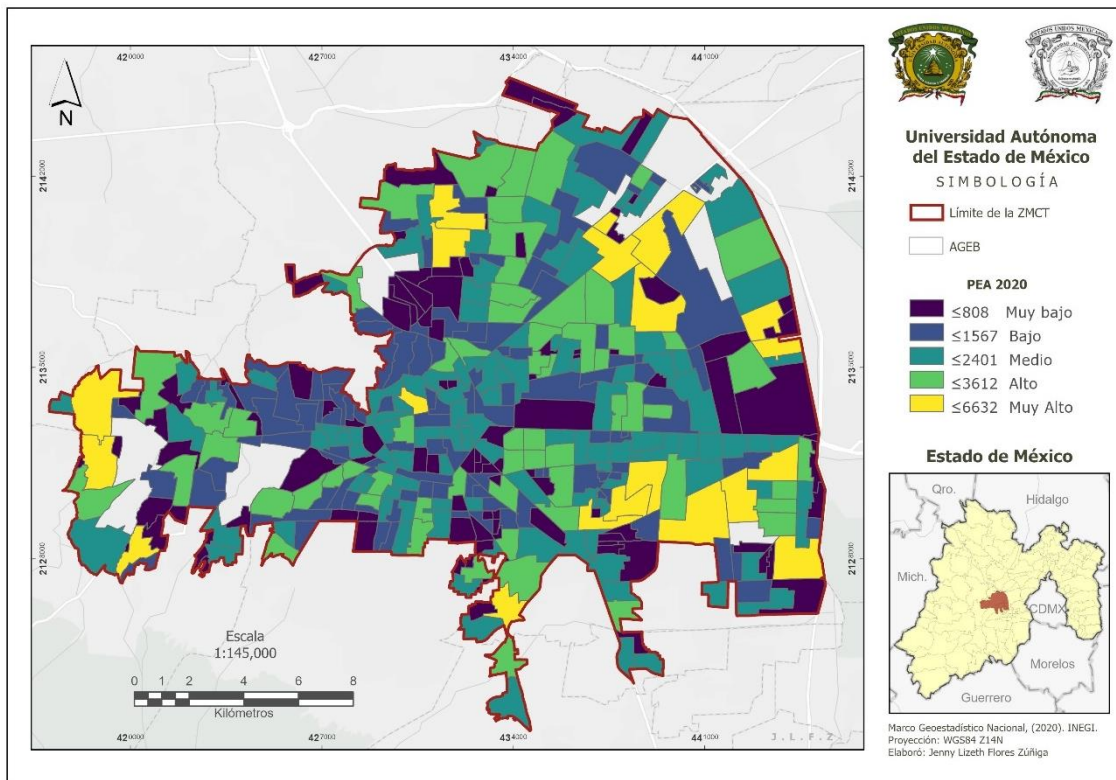 420000
427000
434000
441000
2142000
2135000
2128000
2142000
2135000
2128000
N
Escala
1:145,000
0 2 4 6 8
Kilómetros
J.L.F.Z
420000
427000
434000
441000
Universidad Autónoma
del Estado de México
SIMBOLOGÍA
Límite de la ZMCT
AGEB
PEA 2020
≤808 Muy bajo
≤1567 Bajo
≤2401 Medio
≤3612 Alto
≤6632 Muy Alto
Estado de México
Qro.
Hidalgo
Mich.
CDMX
Morelos
Guerrero
Marco Geoestadístico Nacional, (2020). INEGI.
Proyección: WGS84 Z14N
Elaboró: Jenny Lizeth Flores Zúñiga